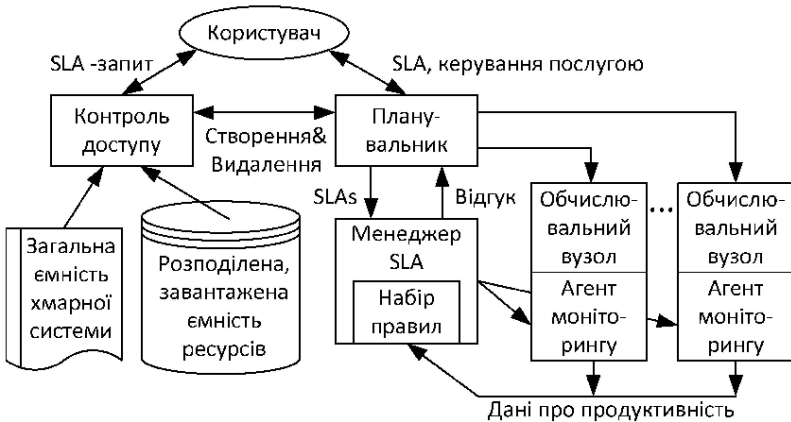 Користувач
SLA -запит
SLA, керування послугою
Контроль
доступу
Створення&
Видалення
Плану-
вальник
SLAs
Відгук
Загальна
ємність
хмарної
системи
Розподілена,
завантажена
ємність
ресурсів
Менеджер
SLA
Набір
правил
Обчислю-
вальний
вузол
Агент
моніто-
рингу
...
Обчислю-
вальний
вузол
Агент
моніто-
рингу
Дані про продуктивність